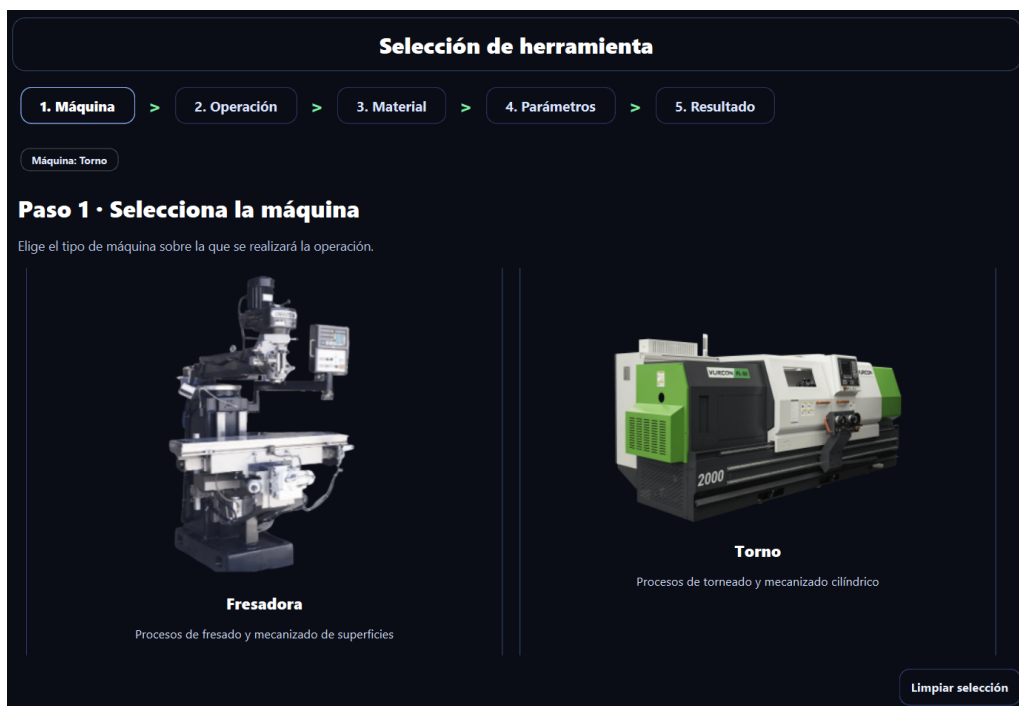 Selección de herramienta
1. Máquina > 2. Operación > 3. Material > 4. Parámetros > 5. Resultado
Máquina: Torno
Paso 1 · Selecciona la máquina
Elige el tipo de máquina sobre la que se realizará la operación.
2000
Fresadora
Procesos de fresado y mecanizado de superficies
Torno
Procesos de torneado y mecanizado cilíndrico
Limpiar selección